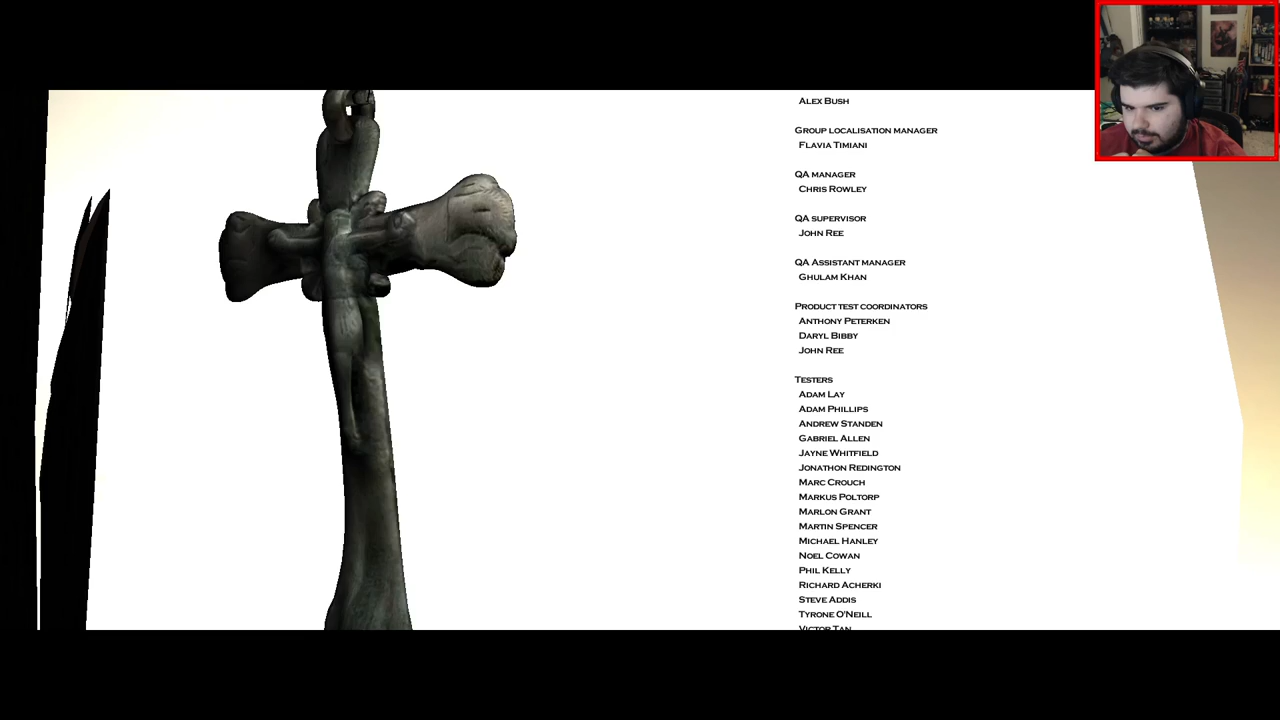 Alex Bush
Group localisation manager
Flavia Timiani
QA manager
Chris Rowley
QA supervisor
John Ree
QA Assistant manager
Ghulam Khan
Product test coordinators
Anthony Peterken
Daryl Bibby
John Ree
Testers
Adam Lay
Adam Phillips
Andrew Standen
Gabriel Allen
Jayne Whitfield
Jonathon Redington
Marc Crouch
Markus Poltorp
Marlon Grant
Martin Spencer
Michael Hanley
Noel Cowan
Phil Kelly
Richard Acherki
Steve Addis
Tyrone O'Neill
Victor Tan